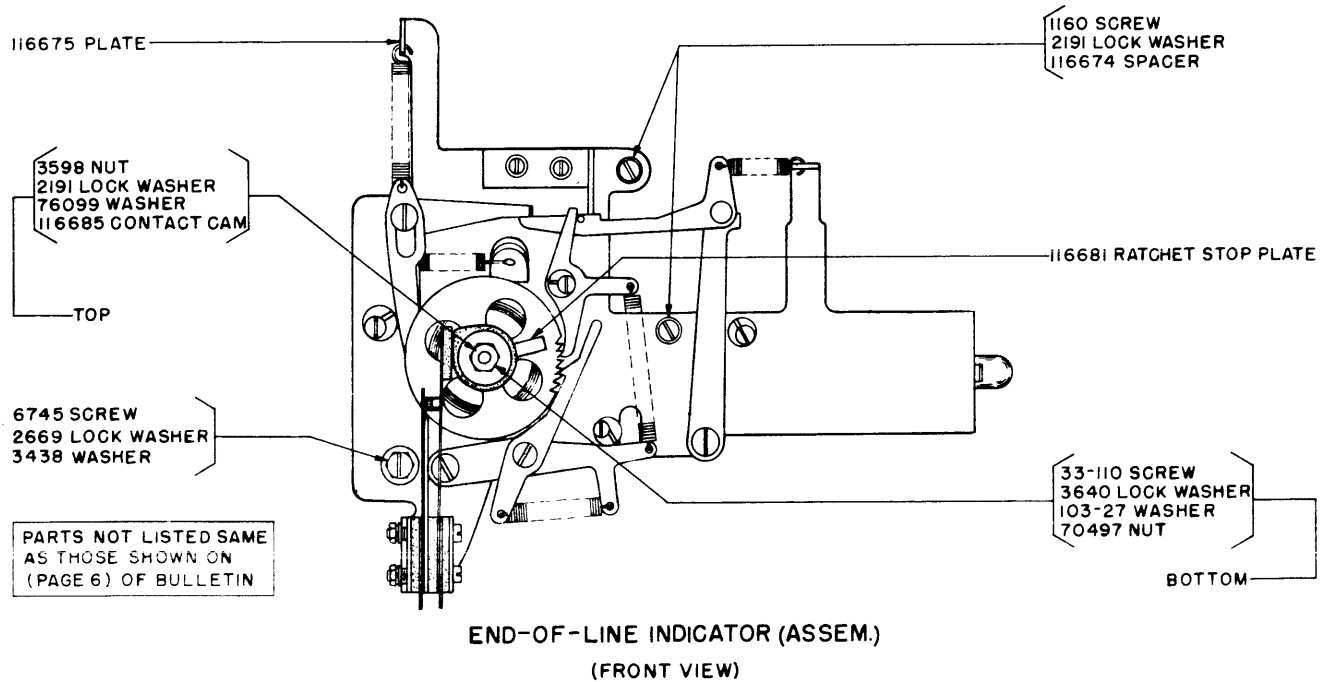 116675 PLATE
1160 SCREW
2191 LOCK WASHER
116674 SPACER
3598 NUT
2191 LOCK WASHER
76099 WASHER
116685 CONTACT CAM
TOP
116681 RATCHET STOP PLATE
6745 SCREW
2669 LOCK WASHER
3438 WASHER
33-110 SCREW
3640 LOCK WASHER
103-27 WASHER
70497 NUT
BOTTOM
PARTS NOT LISTED SAME
AS THOSE SHOWN ON
(PAGE 6) OF BULLETIN
END-OF-LINE INDICATOR (ASSEM.)
(FRONT VIEW)